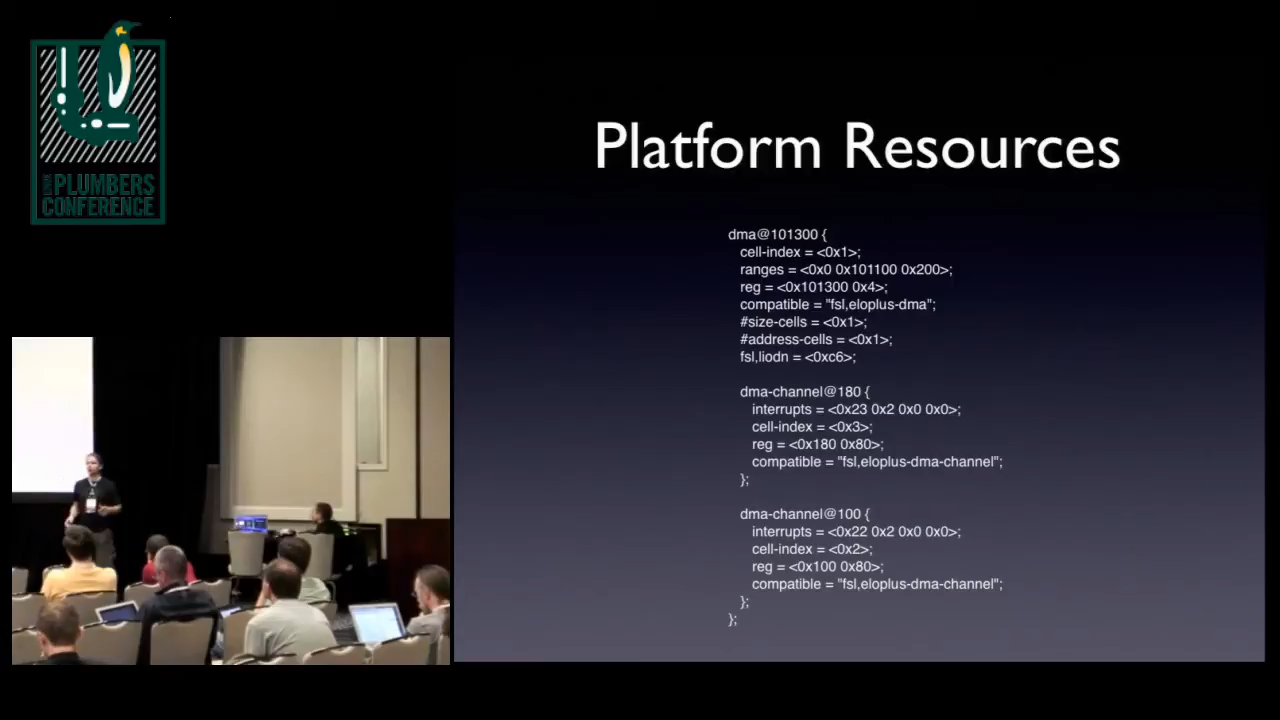 LINUX
PLUMBERS
CONFERENCE
Platform Resources
dma@101300 {
cell-index = <0x1>;
ranges = <0x0 0x101100 0x200>;
reg = <0x101300 0x4>;
compatible = "fsl,eloplus-dma";
#size-cells = <0x1>;
#address-cells = <0x1>;
fsl,liodn = <0xc6>;
dma-channel@180 {
interrupts = <0x23 0x2 0x0 0x0>;
cell-index = <0x3>;
reg = <0x180 0x80>;
compatible = "fsl,eloplus-dma-channel";
};
dma-channel@100 {
interrupts = <0x22 0x2 0x0 0x0>;
cell-index = <0x2>;
reg = <0x100 0x80>;
compatible = "fsl,eloplus-dma-channel";
};
};